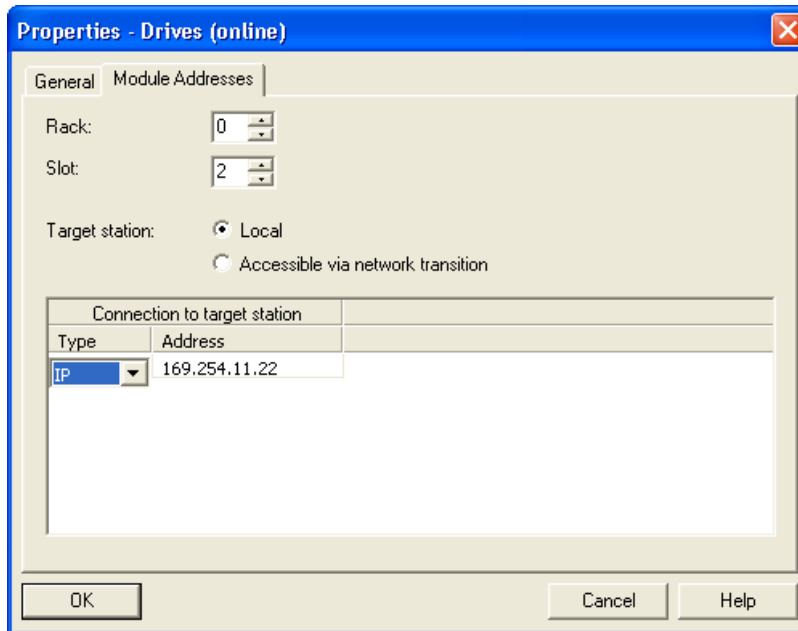 Properties - Drives (online)
General Module Addresses
Rack: 0
Slot: 2
Target station: Local
Accessible via network transition
Connection to target station
Type Address
IP 169.254.11.22
OK Cancel Help